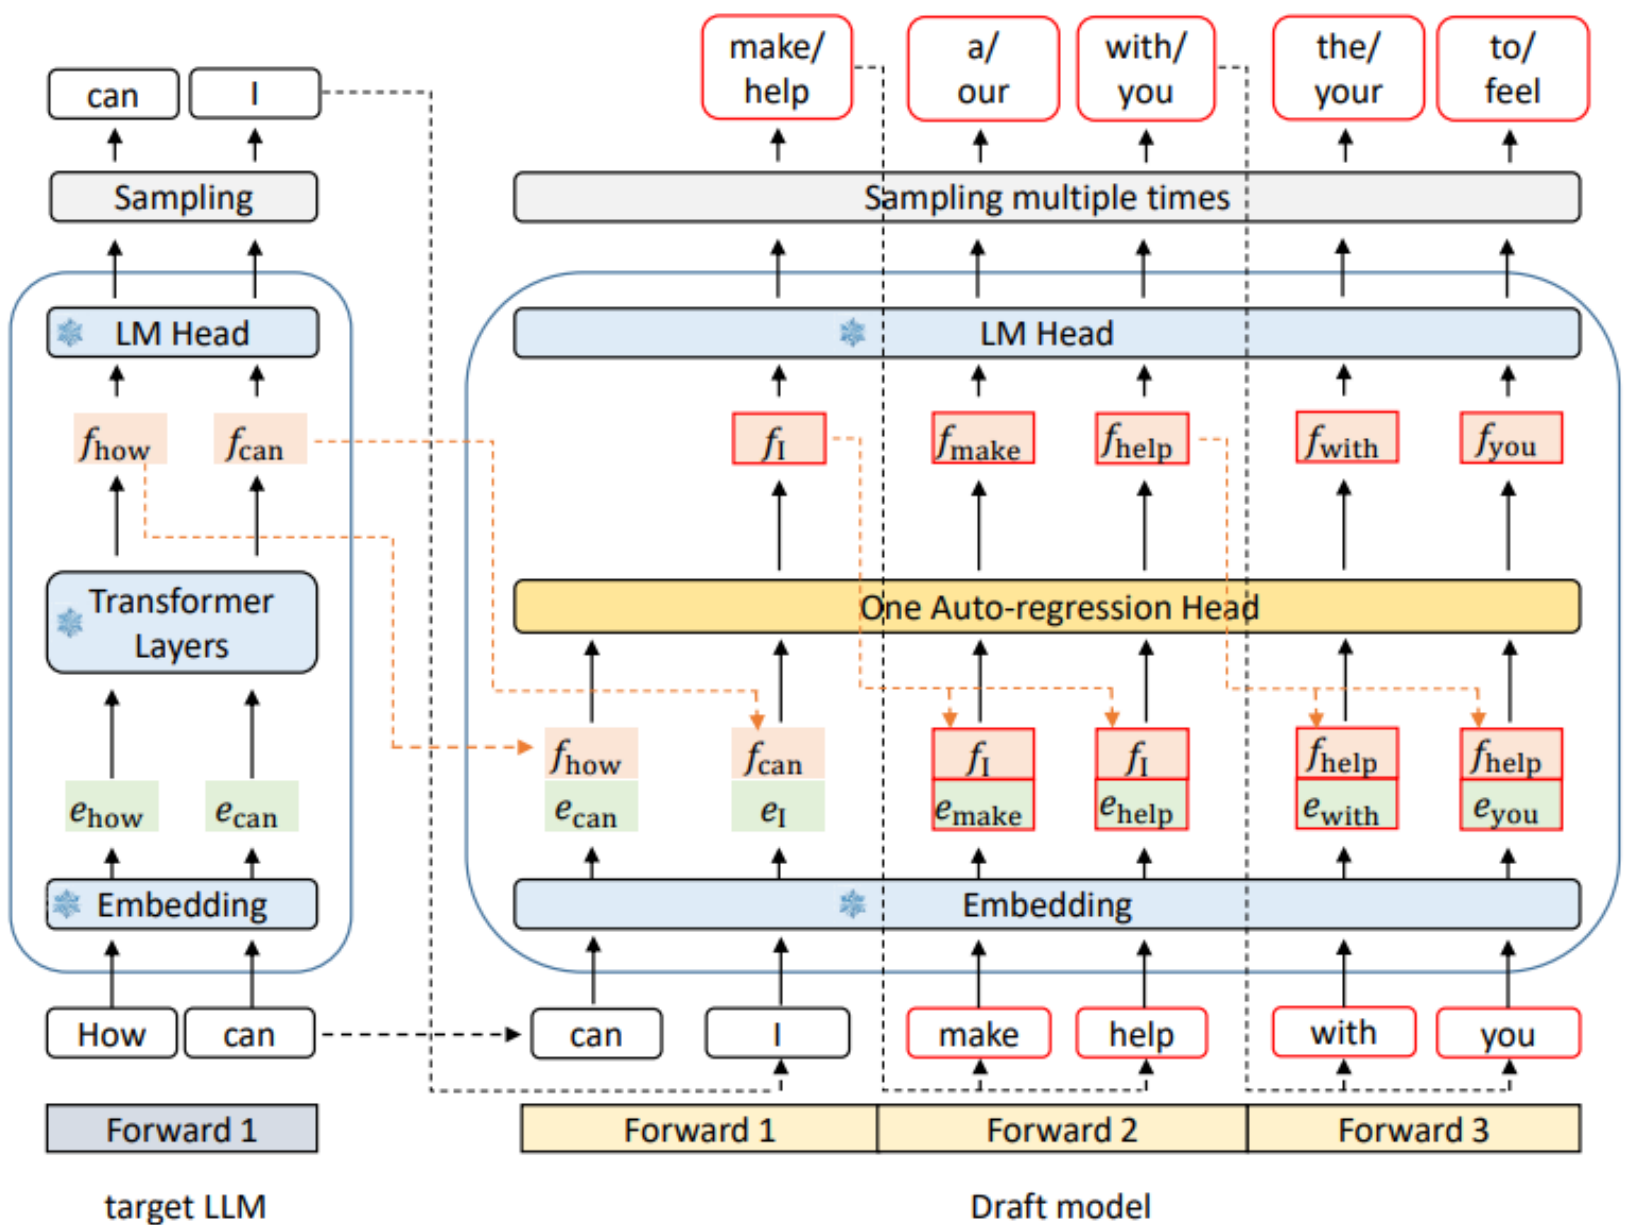 can
I
Sampling
LM Head
f_how
f_can
Transformer
Layers
e_how
e_can
Embedding
How
can
Forward 1
target LLM
make/
help
a/
our
with/
you
the/
your
to/
feel
Sampling multiple times
LM Head
f_I
f_make
f_help
f_with
f_you
One Auto-regression Head
f_how
f_can
f_I
f_I
f_help
f_help
e_can
e_I
e_make
e_help
e_with
e_you
Embedding
can
I
make
help
with
you
Forward 1
Forward 2
Forward 3
Draft model